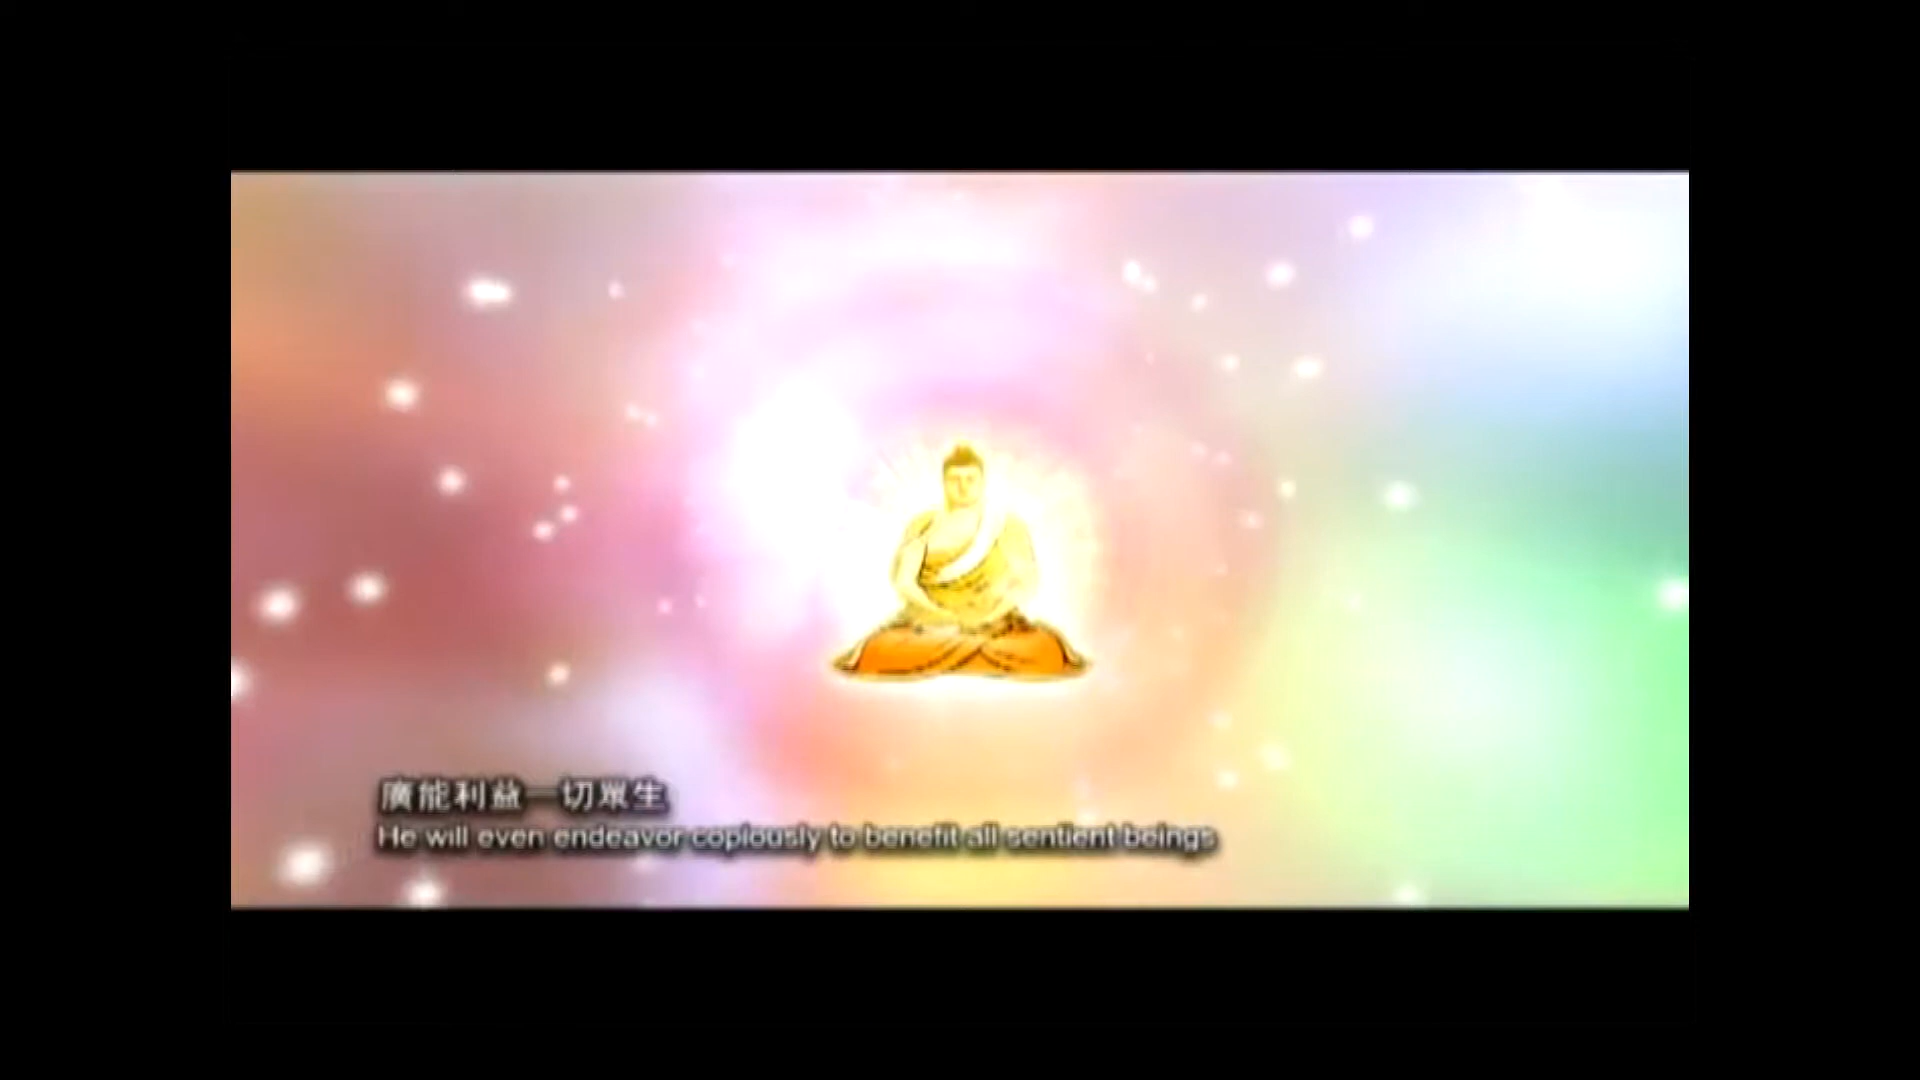 廣能利益一切眾生
He will even endeavor copiously to benefit all sentient beings